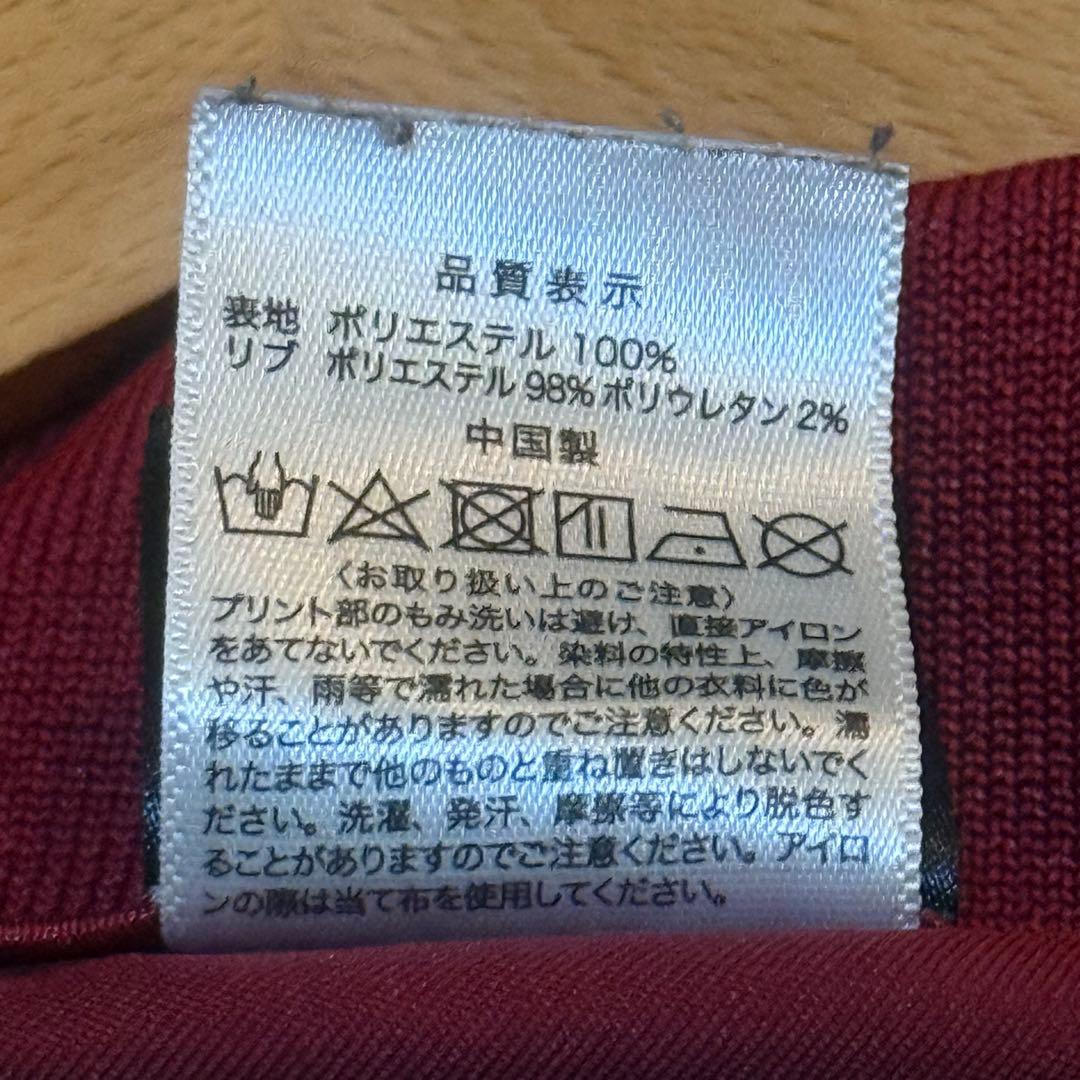 品質表示
表地 ポリエステル 100%
リブ ポリエステル 98% ポリウレタン 2%
中国製
〈お取り扱い上のご注意〉
プリント部のもみ洗いは避け、直接アイロン
をあてないでください。染料の特性上、摩擦
や汗、雨等で濡れた場合に他の衣料に色が
移ることがありますのでご注意ください。濡
れたままで他のものと重ね置きはしないでく
ださい。洗濯、発汗、摩擦等により脱色す
ることがありますのでご注意ください。アイロ
ンの際は当て布を使用してください。